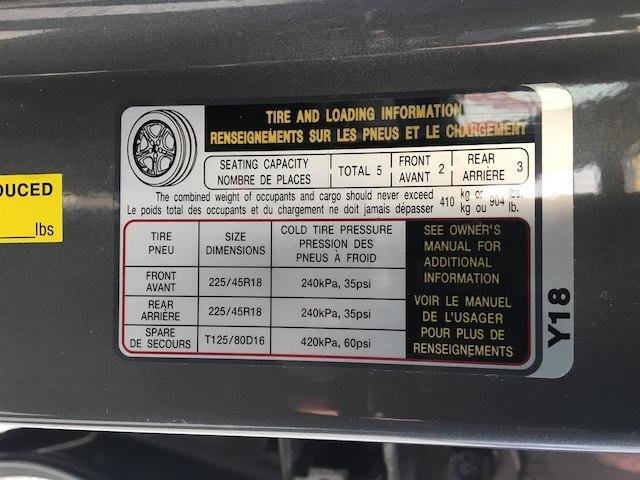 TIRE AND LOADING INFORMATION
RENSEIGNEMENTS SUR LES PNEUS ET LE CHARGEMENT
SEATING CAPACITY
NOMBRE DE PLACES
TOTAL 5
FRONT
AVANT
2
REAR
ARRIÈRE
3
The combined weight of occupants and cargo should never exceed
Le poids total des occupants et du chargement ne doit jamais dépasser
410
kg or
kg ou
904
lbs.
lb.
TIRE
PNEU
SIZE
DIMENSIONS
COLD TIRE PRESSURE
PRESSION DES
PNEUS À FROID
FRONT
AVANT
225/45R18
240kPa, 35psi
REAR
ARRIÈRE
225/45R18
240kPa, 35psi
SPARE
DE SECOURS
T125/80D16
420kPa, 60psi
SEE OWNER'S
MANUAL FOR
ADDITIONAL
INFORMATION
VOIR LE MANUEL
DE L'USAGER
POUR PLUS DE
RENSEIGNEMENTS
Y18
DUCED
lbs